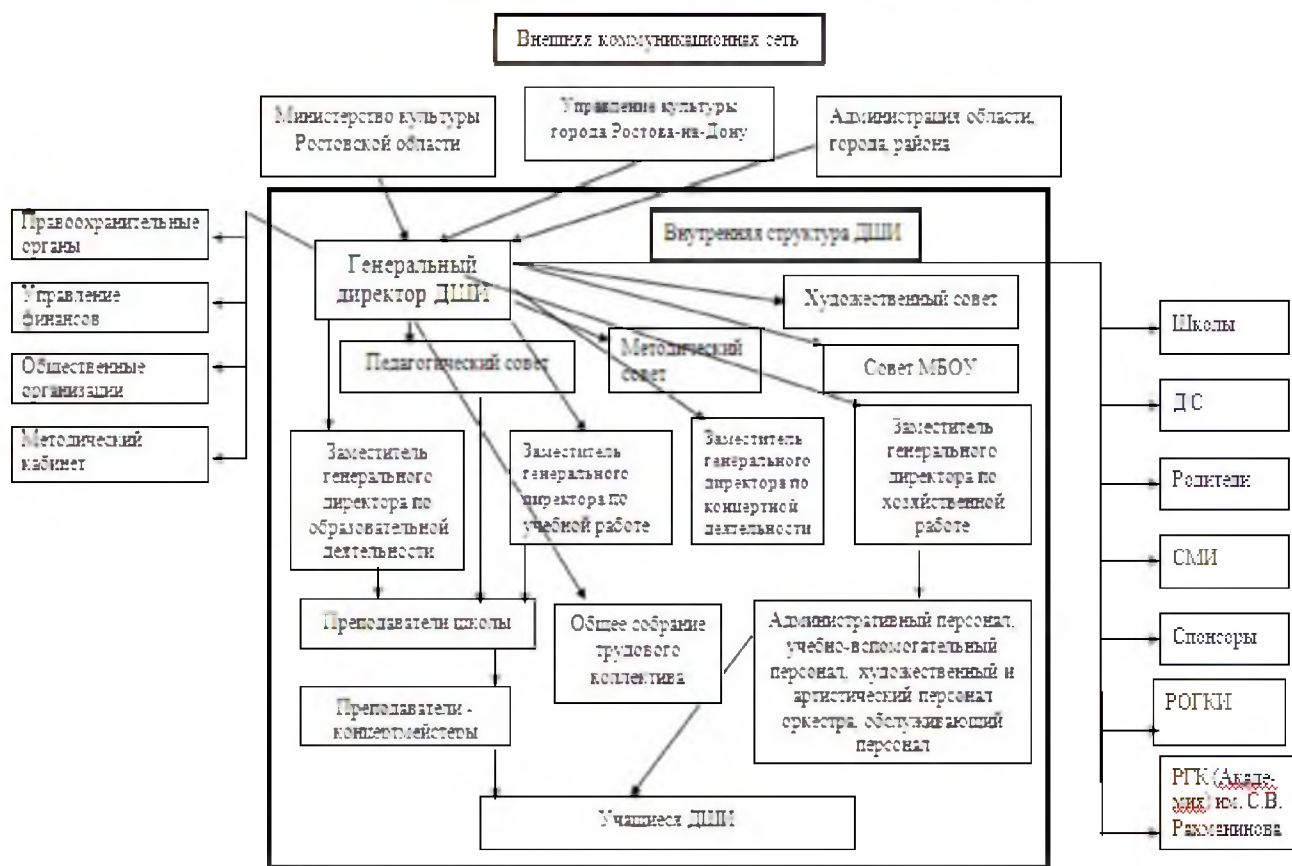 Внешняя коммуникационная сеть
Министерство культуры
Ростовской области
Управление культуры
города Ростова-на-Дону
Администрация области,
города, района
Правоохранительные
органы
Управление
финансов
Общественные
организации
Методический
кабинет
Внутренняя структура ДШИ
Генеральный
директор ДШИ
Художественный совет
Педагогический совет
Методический
совет
Совет МБОУ
Заместитель
генерального
директора по
образовательной
деятельности
Заместитель
генерального
директора по
учебной работе
Заместитель
генерального
директора по
концертной
деятельности
Заместитель
генерального
директора по
хозяйственной
работе
Преподаватели школы
Общее собрание
трудового
коллектива
Административный персонал,
учебно-вспомогательный
персонал, художественный и
артистический персонал
оркестра, обслуживающий
персонал
Преподаватели -
концертмейстеры
Учащиеся ДШИ
Школы
ДС
Родители
СМИ
Спонсоры
РОГКИ
РГК (Акаде-
мия) им. С.В.
Рахманинова